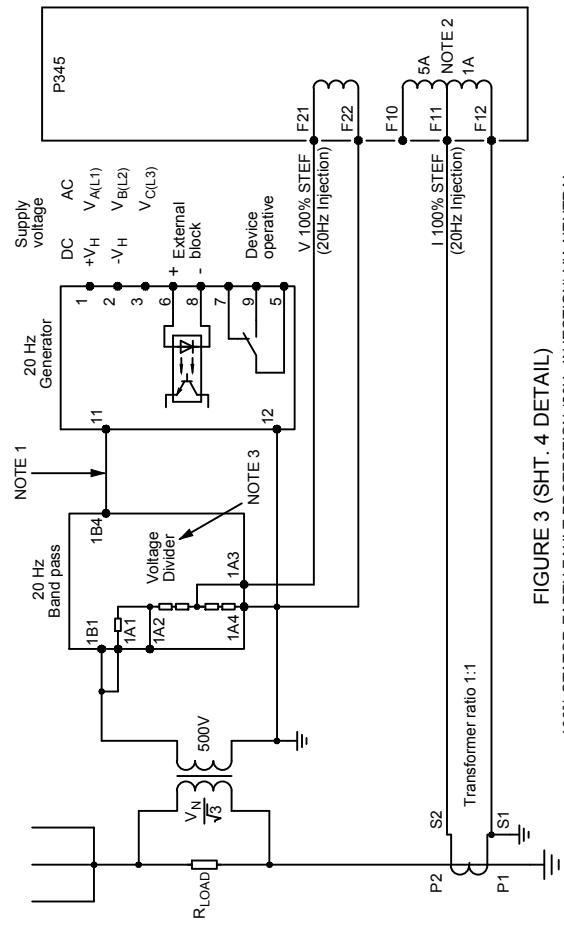 P345
F21
F22
F10
F11
F12
5A
NOTE 2
1A
V 100% STEF
(20Hz Injection)
I 100% STEF
(20Hz Injection)
Supply
voltage
DC AC
+VH VA(L1)
-VH VB(L2)
VC(L3)
+ External
- block
Device
operative
1
2
3
6
8
7
9
5
20 Hz
Generator
11
12
NOTE 1
NOTE 3
20 Hz
Band pass
1B4
Voltage
Divider
1B1
1A1
1A2
1A3
1A4
500V
VN
√3
RLOAD
Transformer ratio 1:1
P2
S2
P1
S1
FIGURE 3 (SHT. 4 DETAIL)